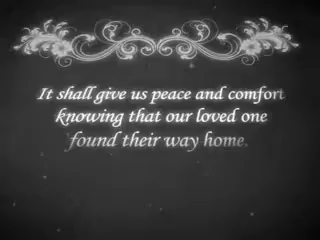 It shall give us peace and comfort
knowing that our loved one
found their way home.